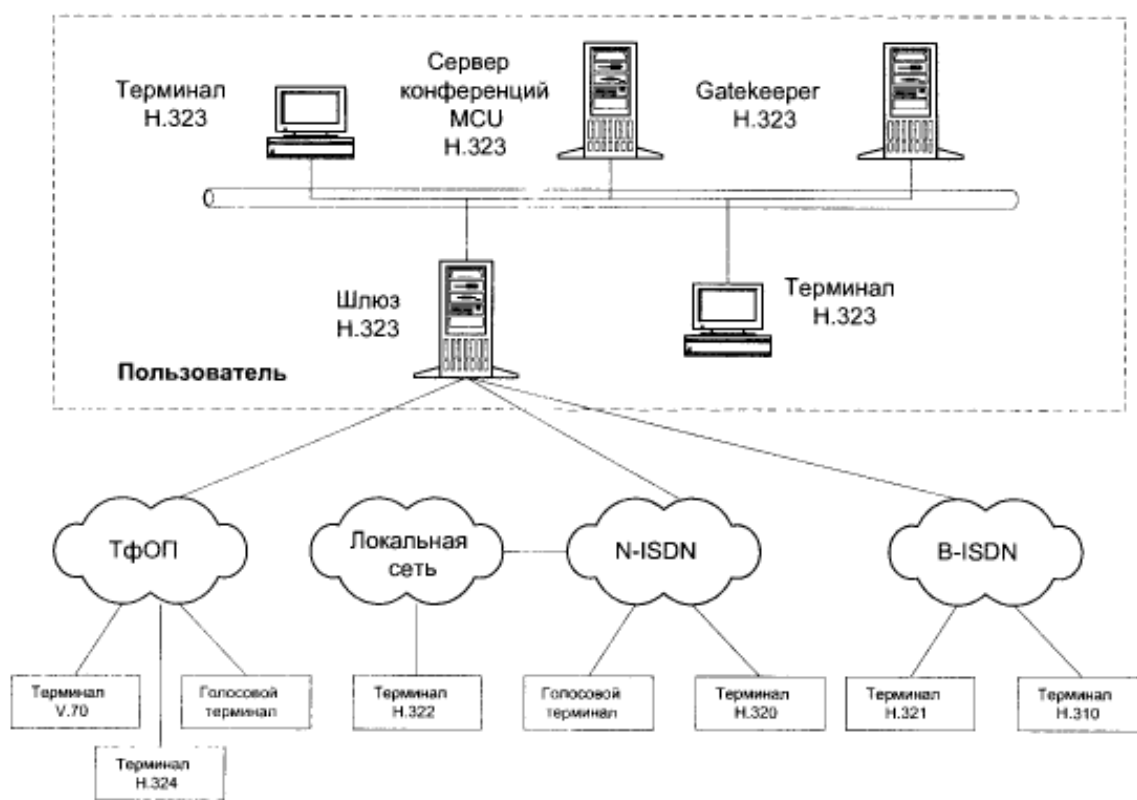 Терминал
H.323
Сервер
конференций
MCU
H.323
Gatekeeper
H.323
Шлюз
H.323
Терминал
H.323
Пользователь
ТфОП
Локальная
сеть
N-ISDN
B-ISDN
Терминал
V.70
Голосовой
терминал
Терминал
H.324
Терминал
H.322
Голосовой
терминал
Терминал
H.320
Терминал
H.321
Терминал
H.310